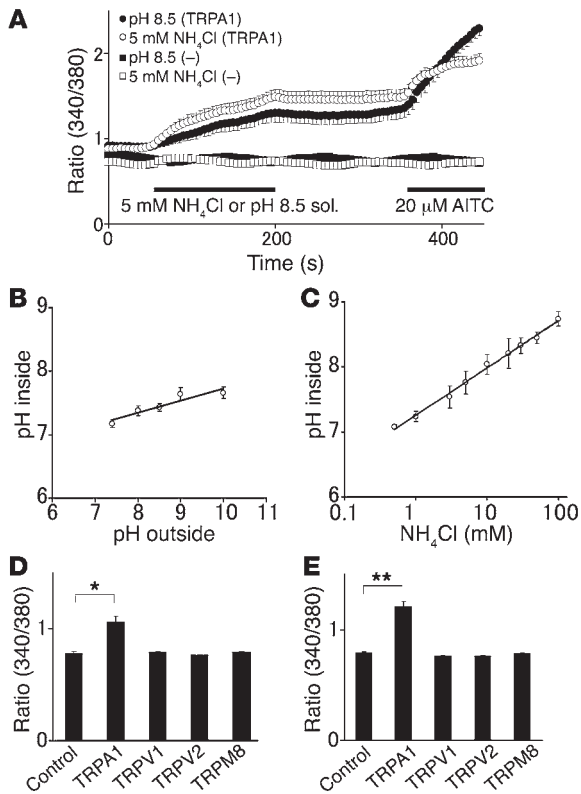 A
● pH 8.5 (TRPA1)
○ 5 mM NH4Cl (TRPA1)
■ pH 8.5 (–)
□ 5 mM NH4Cl (–)
Ratio (340/380)
2
1
0
5 mM NH4Cl or pH 8.5 sol.
20 µM AITC
0
200
400
Time (s)
B
pH inside
9
8
7
6
6 7 8 9 10 11
pH outside
C
pH inside
9
8
7
6
0.1 1 10 100
NH4Cl (mM)
D
Ratio (340/380)
1
0
*
Control
TRPA1
TRPV1
TRPV2
TRPM8
E
Ratio (340/380)
1
0
**
Control
TRPA1
TRPV1
TRPV2
TRPM8